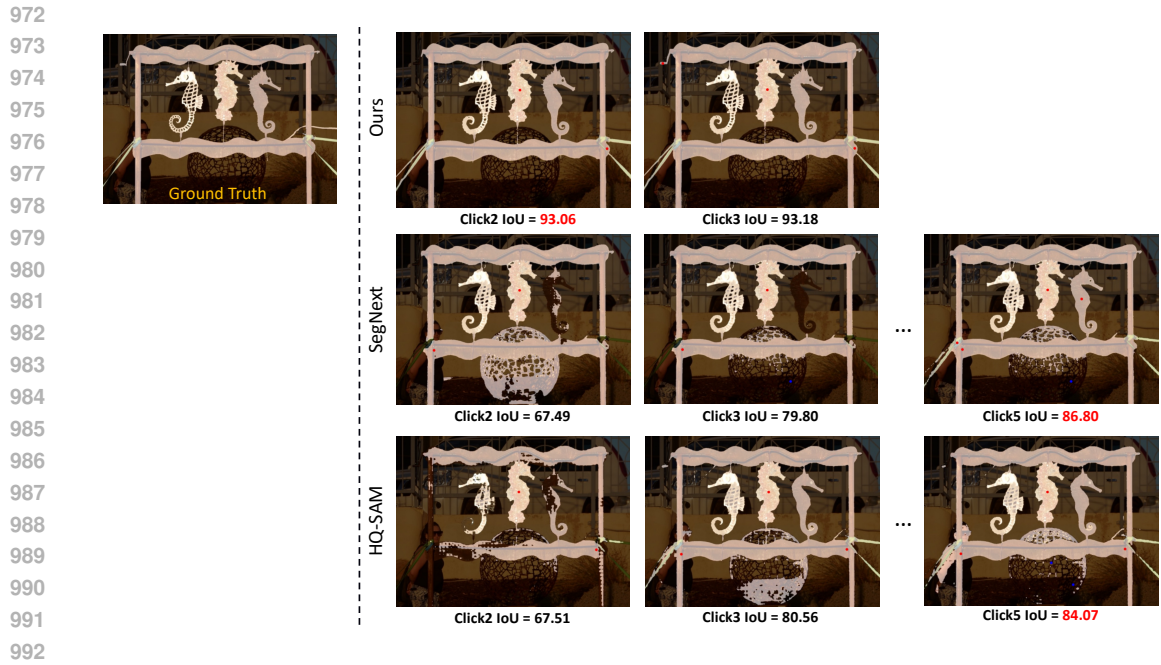 972
973
974
975
976
977
978
979
980
981
982
983
984
985
986
987
988
989
990
991
992
Ground Truth
Ours
Click2 IoU = 93.06
Click3 IoU = 93.18
SegNext
...
Click2 IoU = 67.49
Click3 IoU = 79.80
Click5 IoU = 86.80
HQ-SAM
...
Click2 IoU = 67.51
Click3 IoU = 80.56
Click5 IoU = 84.07